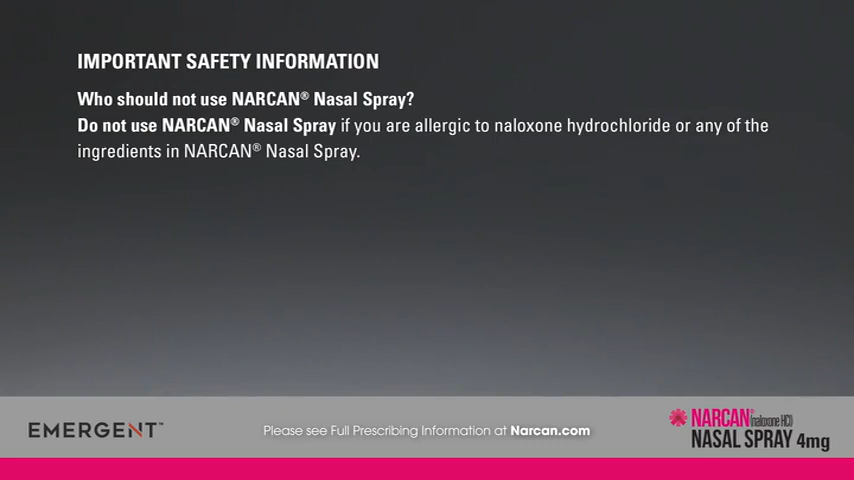 IMPORTANT SAFETY INFORMATION
Who should not use NARCAN® Nasal Spray?
Do not use NARCAN® Nasal Spray if you are allergic to naloxone hydrochloride or any of the
ingredients in NARCAN® Nasal Spray.
EMERGENT™
Please see Full Prescribing Information at Narcan.com
NARCAN® (naloxone HCl)
NASAL SPRAY 4mg